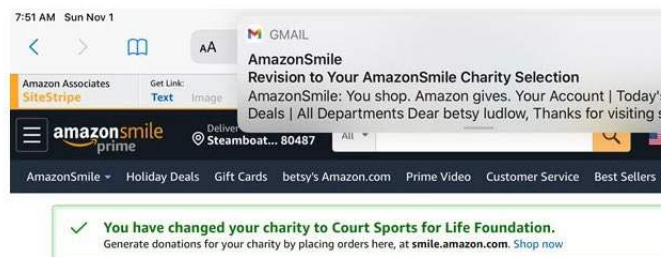 7:51 AM Sun Nov 1
GMAIL
AmazonSmile
Revision to Your AmazonSmile Charity Selection
AmazonSmile: You shop. Amazon gives. Your Account | Today's
Deals | All Departments Dear betsy ludlow, Thanks for visiting
AA
Amazon Associates
SiteStripe
Get Link:
Text Image
amazonsmile
prime
Deliver
Steamboat... 80487
All
AmazonSmile Holiday Deals Gift Cards betsy's Amazon.com Prime Video Customer Service Best Sellers
You have changed your charity to Court Sports for Life Foundation.
Generate donations for your charity by placing orders here, at smile.amazon.com. Shop now